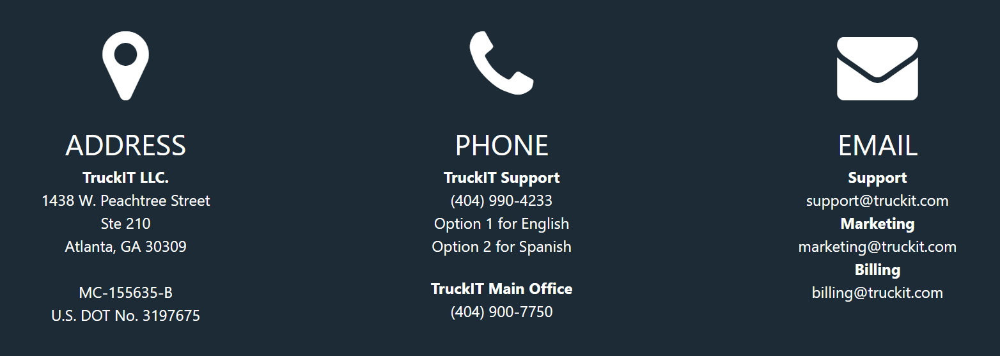 ADDRESS
TruckIT LLC.
1438 W. Peachtree Street
Ste 210
Atlanta, GA 30309
MC-155635-B
U.S. DOT No. 3197675
PHONE
TruckIT Support
(404) 990-4233
Option 1 for English
Option 2 for Spanish
TruckIT Main Office
(404) 900-7750
EMAIL
Support
support@truckit.com
Marketing
marketing@truckit.com
Billing
billing@truckit.com